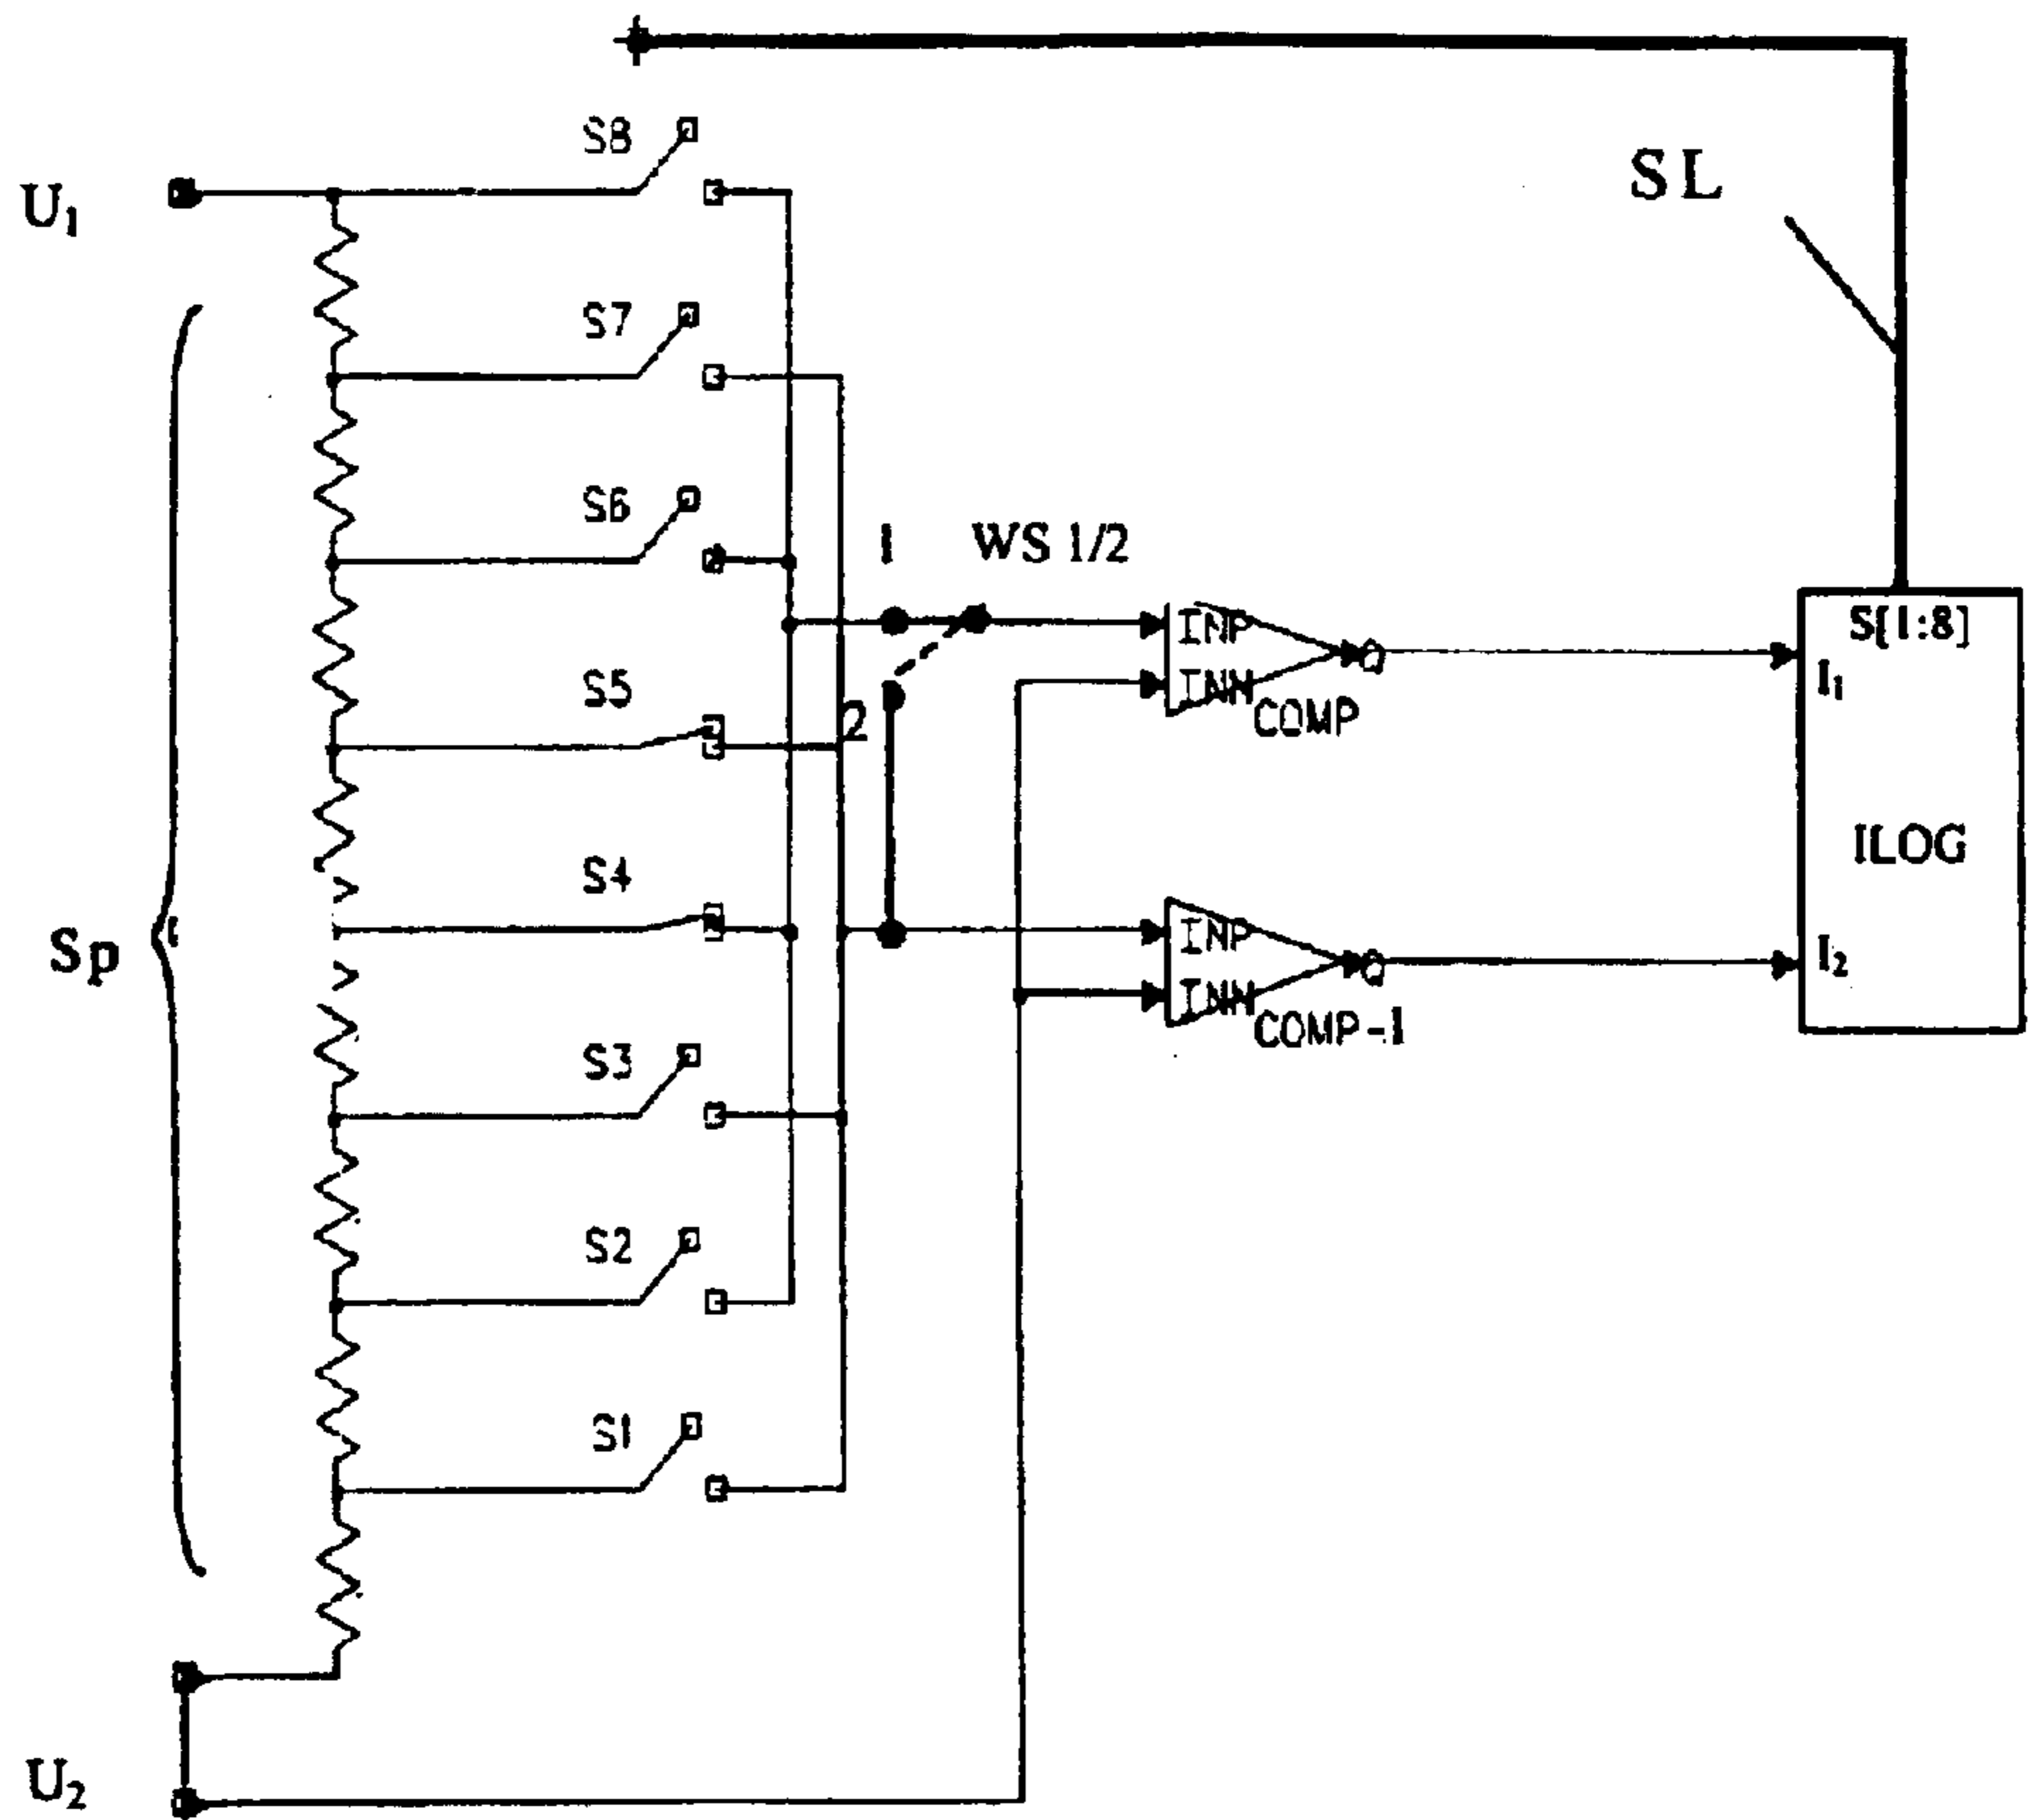 S8
U₁
SL
S7
S6
1 WS 1/2
INP
S[1:8]
I₁
INN
S5
COMP
2
ILOG
S4
Sp
INP
I₂
INN
COMP-1
S3
S2
S1
U₂